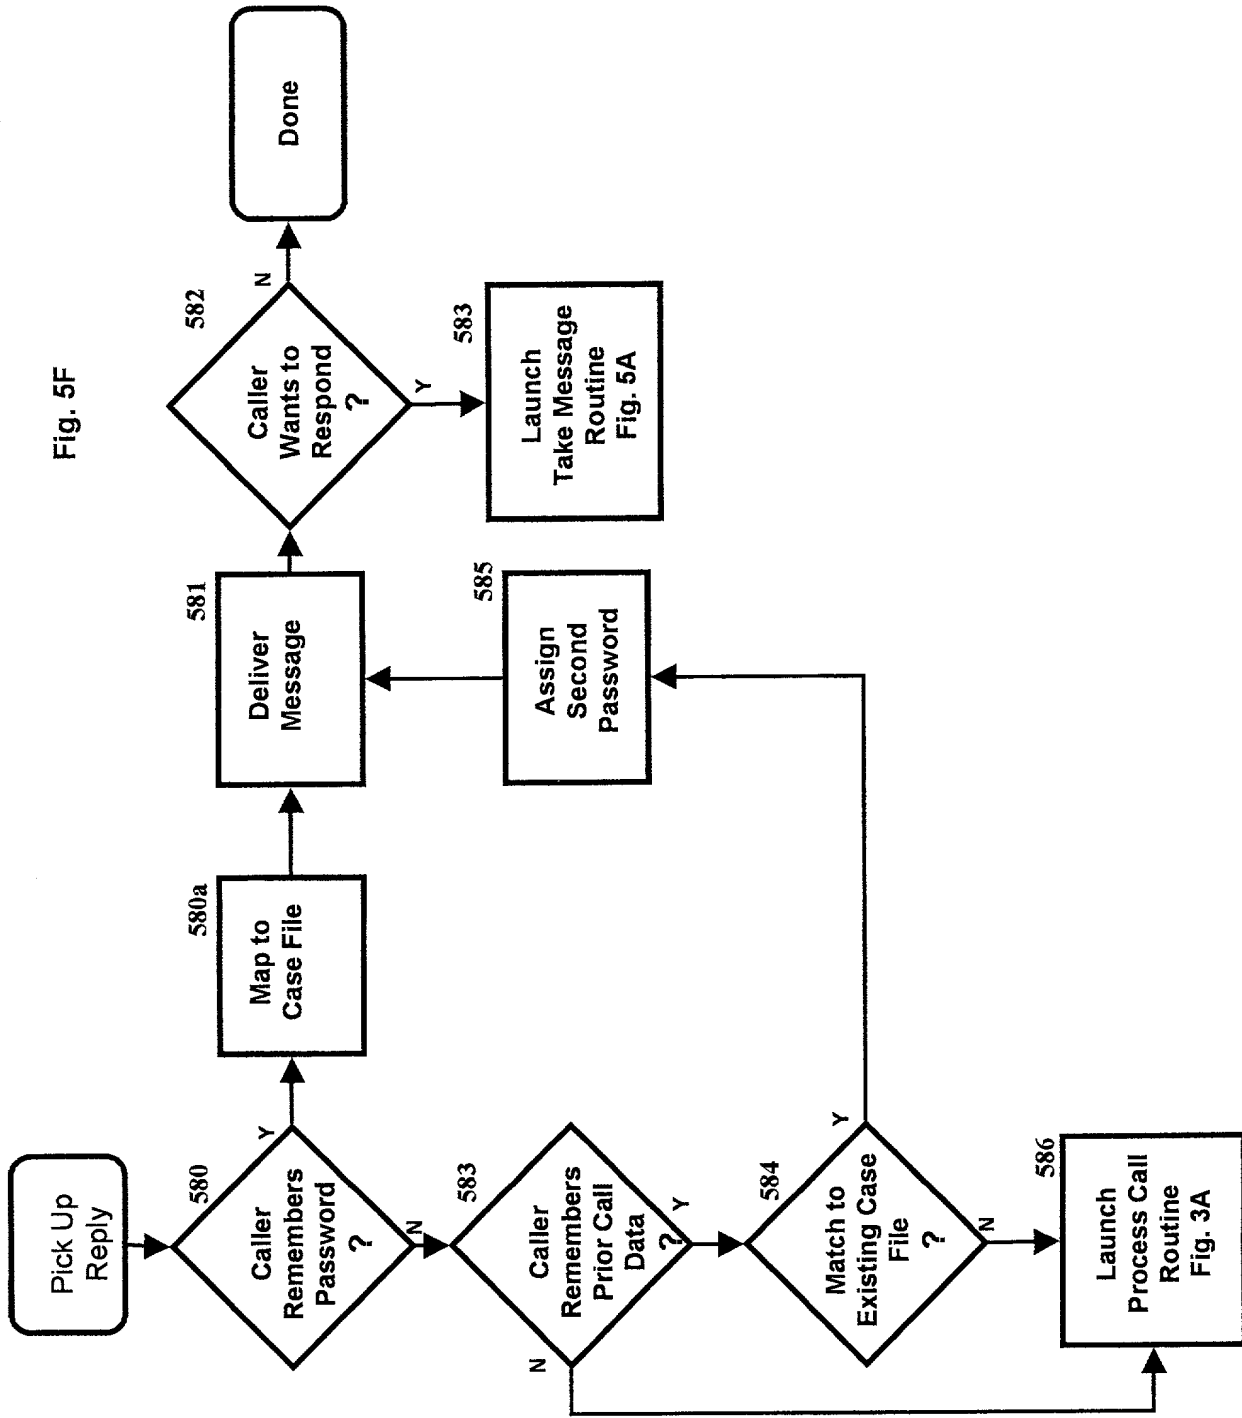 Fig. 5F
Pick Up
Reply
580
Caller
Remembers
Password
?
Y
N
580a
Map to
Case File
581
Deliver
Message
582
Caller
Wants to
Respond
?
N
Y
Done
583
Launch
Take Message
Routine
Fig. 5A
583
Caller
Remembers
Prior Call
Data
?
Y
N
584
Match to
Existing Case
File
?
Y
N
585
Assign
Second
Password
586
Launch
Process Call
Routine
Fig. 3A